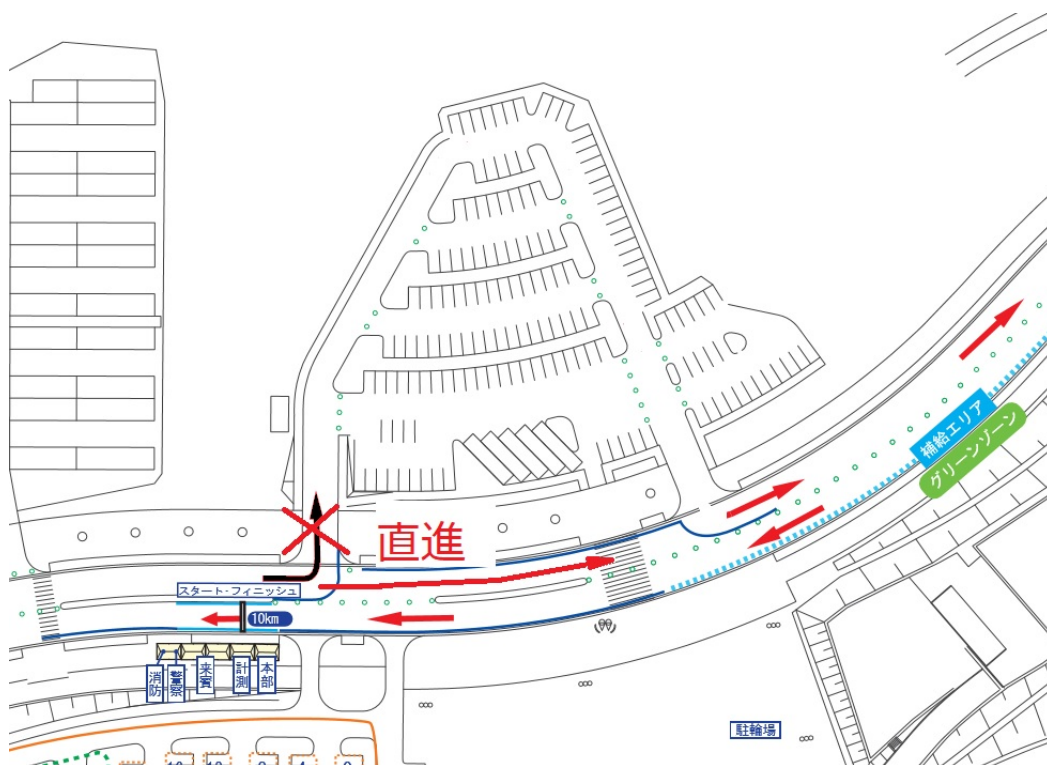 補給エリア
グリーンゾーン
直進
スタート・フィニッシュ
10km
消防
警察
来賓
計測
本部
駐輪場